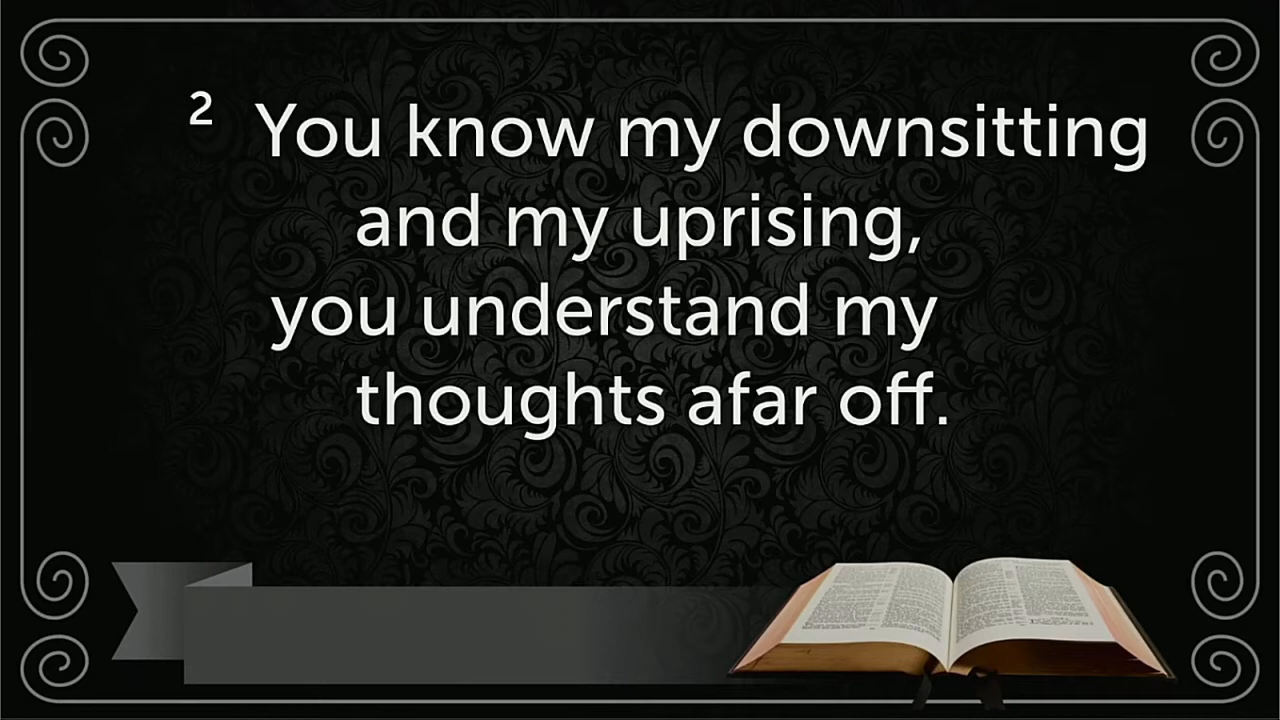 2 You know my downsitting
and my uprising,
you understand my
thoughts afar off.